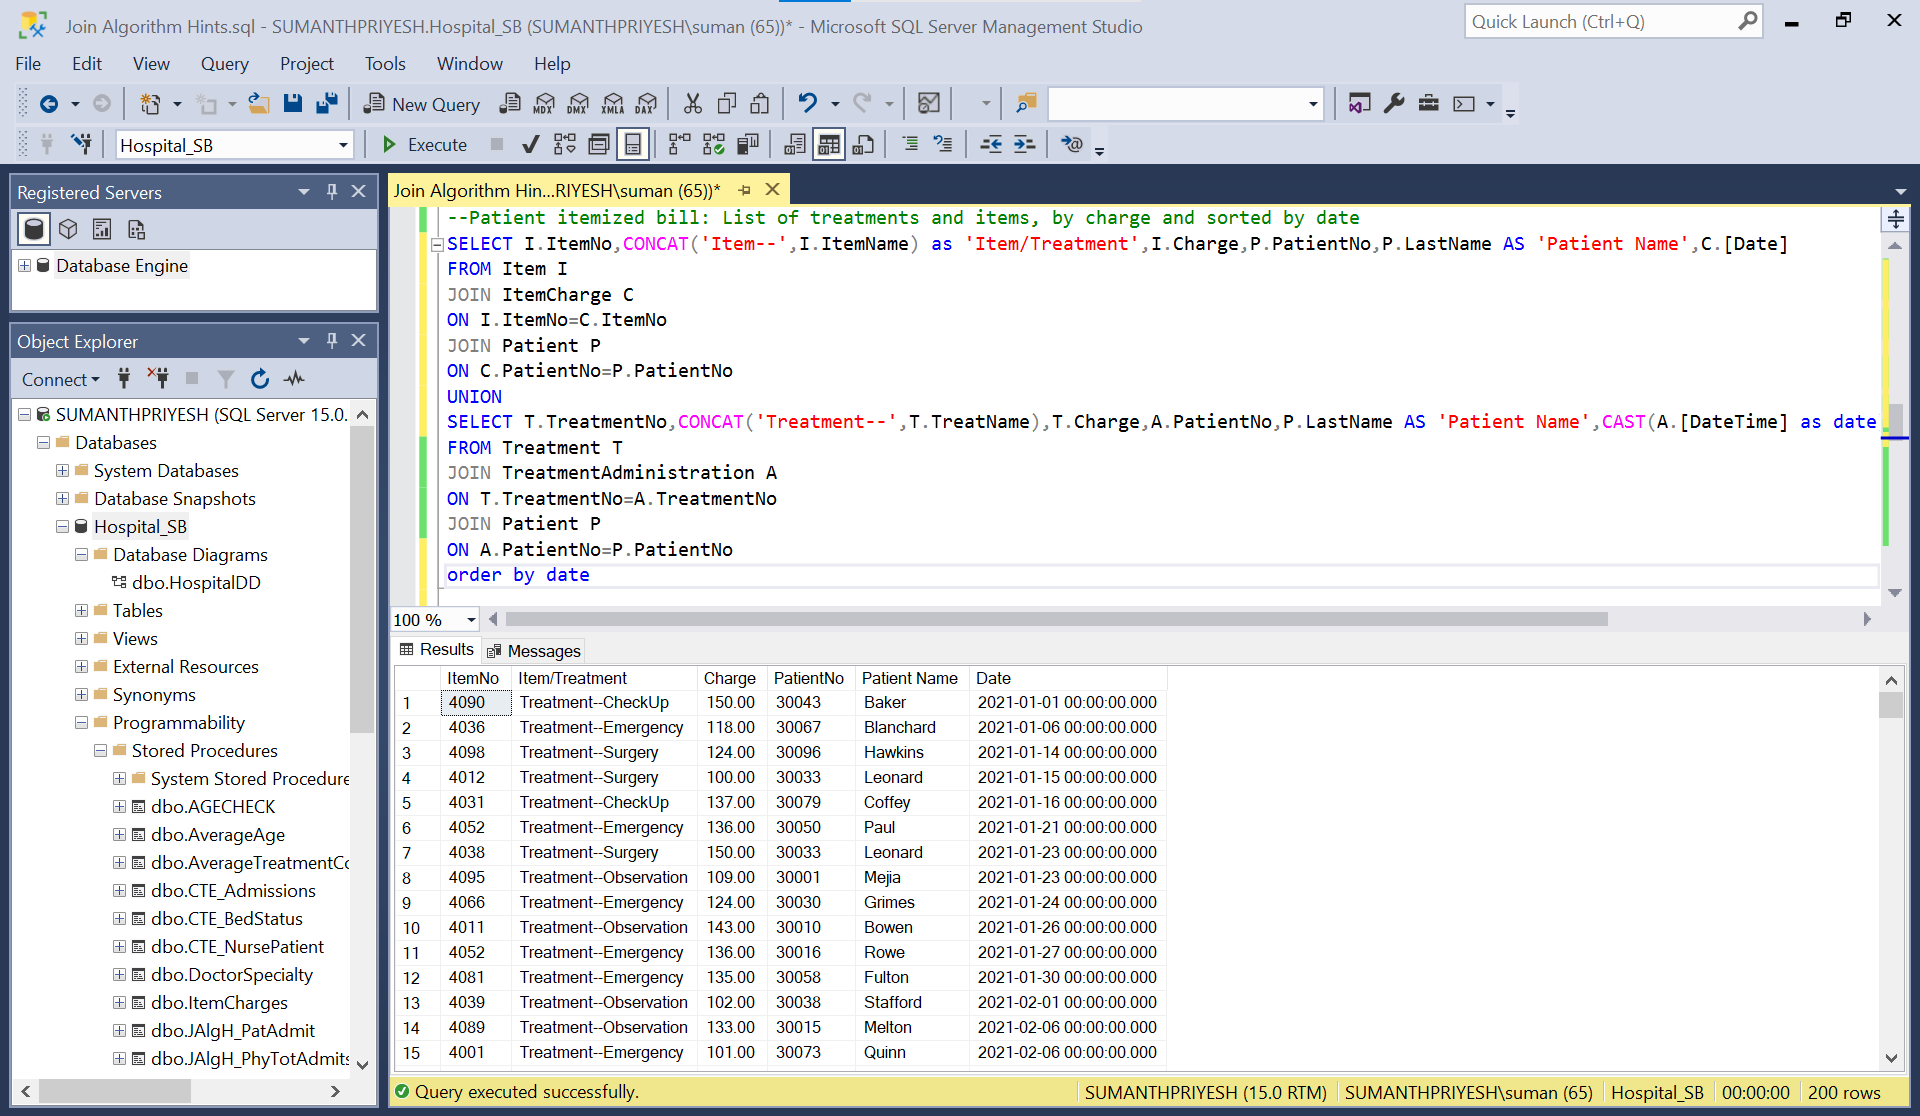 Join Algorithm Hints.sql - SUMANTHPRIYESH.Hospital_SB (SUMANTHPRIYESH\suman (65))* - Microsoft SQL Server Management Studio
Quick Launch (Ctrl+Q)
File Edit View Query Project Tools Window Help
New Query MDX DMX XMLA DAX
Hospital_SB Execute
Registered Servers
Database Engine
Object Explorer
Connect
SUMANTHPRIYESH (SQL Server 15.0.
Databases
System Databases
Database Snapshots
Hospital_SB
Database Diagrams
dbo.HospitalDD
Tables
Views
External Resources
Synonyms
Programmability
Stored Procedures
System Stored Procedure
dbo.AGECHECK
dbo.AverageAge
dbo.AverageTreatmentCo
dbo.CTE_Admissions
dbo.CTE_BedStatus
dbo.CTE_NursePatient
dbo.DoctorSpecialty
dbo.ItemCharges
dbo.JAlgH_PatAdmit
dbo.JAlgH_PhyTotAdmits
Join Algorithm Hin...RIYESH\suman (65))*
--Patient itemized bill: List of treatments and items, by charge and sorted by date
SELECT I.ItemNo,CONCAT('Item--',I.ItemName) as 'Item/Treatment',I.Charge,P.PatientNo,P.LastName AS 'Patient Name',C.[Date]
FROM Item I
JOIN ItemCharge C
ON I.ItemNo=C.ItemNo
JOIN Patient P
ON C.PatientNo=P.PatientNo
UNION
SELECT T.TreatmentNo,CONCAT('Treatment--',T.TreatName),T.Charge,A.PatientNo,P.LastName AS 'Patient Name',CAST(A.[DateTime] as date
FROM Treatment T
JOIN TreatmentAdministration A
ON T.TreatmentNo=A.TreatmentNo
JOIN Patient P
ON A.PatientNo=P.PatientNo
order by date
100 %
Results Messages
ItemNo Item/Treatment Charge PatientNo Patient Name Date
1 4090 Treatment--CheckUp 150.00 30043 Baker 2021-01-01 00:00:00.000
2 4036 Treatment--Emergency 118.00 30067 Blanchard 2021-01-06 00:00:00.000
3 4098 Treatment--Surgery 124.00 30096 Hawkins 2021-01-14 00:00:00.000
4 4012 Treatment--Surgery 100.00 30033 Leonard 2021-01-15 00:00:00.000
5 4031 Treatment--CheckUp 137.00 30079 Coffey 2021-01-16 00:00:00.000
6 4052 Treatment--Emergency 136.00 30050 Paul 2021-01-21 00:00:00.000
7 4038 Treatment--Surgery 150.00 30033 Leonard 2021-01-23 00:00:00.000
8 4095 Treatment--Observation 109.00 30001 Mejia 2021-01-23 00:00:00.000
9 4066 Treatment--Emergency 124.00 30030 Grimes 2021-01-24 00:00:00.000
10 4011 Treatment--Observation 143.00 30010 Bowen 2021-01-26 00:00:00.000
11 4052 Treatment--Emergency 136.00 30016 Rowe 2021-01-27 00:00:00.000
12 4081 Treatment--Emergency 135.00 30058 Fulton 2021-01-30 00:00:00.000
13 4039 Treatment--Observation 102.00 30038 Stafford 2021-02-01 00:00:00.000
14 4089 Treatment--Observation 133.00 30015 Melton 2021-02-06 00:00:00.000
15 4001 Treatment--Emergency 101.00 30073 Quinn 2021-02-06 00:00:00.000
Query executed successfully. SUMANTHPRIYESH (15.0 RTM) SUMANTHPRIYESH\suman (65) Hospital_SB 00:00:00 200 rows